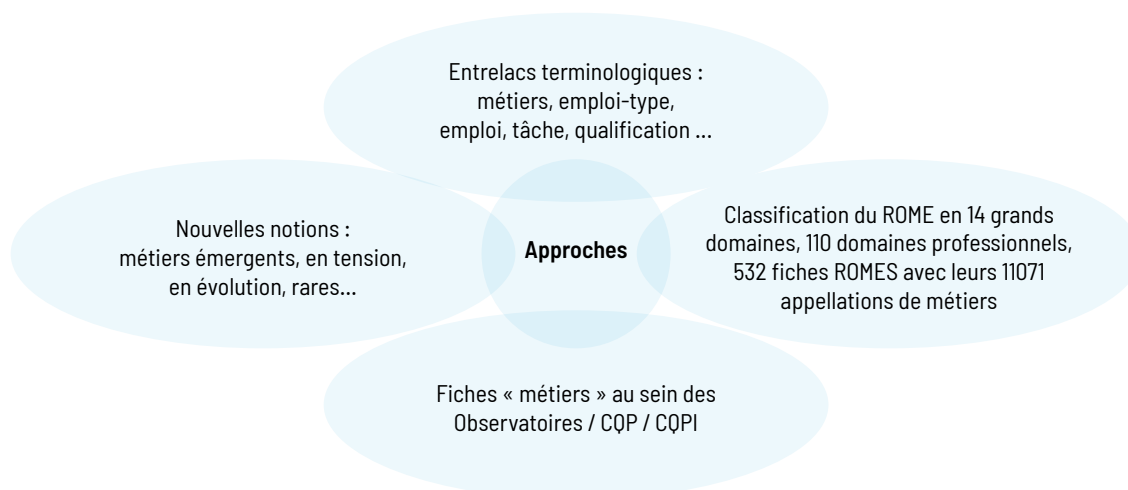 Entrelacs terminologiques :
métiers, emploi-type,
emploi, tâche, qualification ...
Nouvelles notions :
métiers émergents, en tension,
en évolution, rares...
Approches
Classification du ROME en 14 grands
domaines, 110 domaines professionnels,
532 fiches ROMES avec leurs 11071
appellations de métiers
Fiches « métiers » au sein des
Observatoires / CQP / CQPI